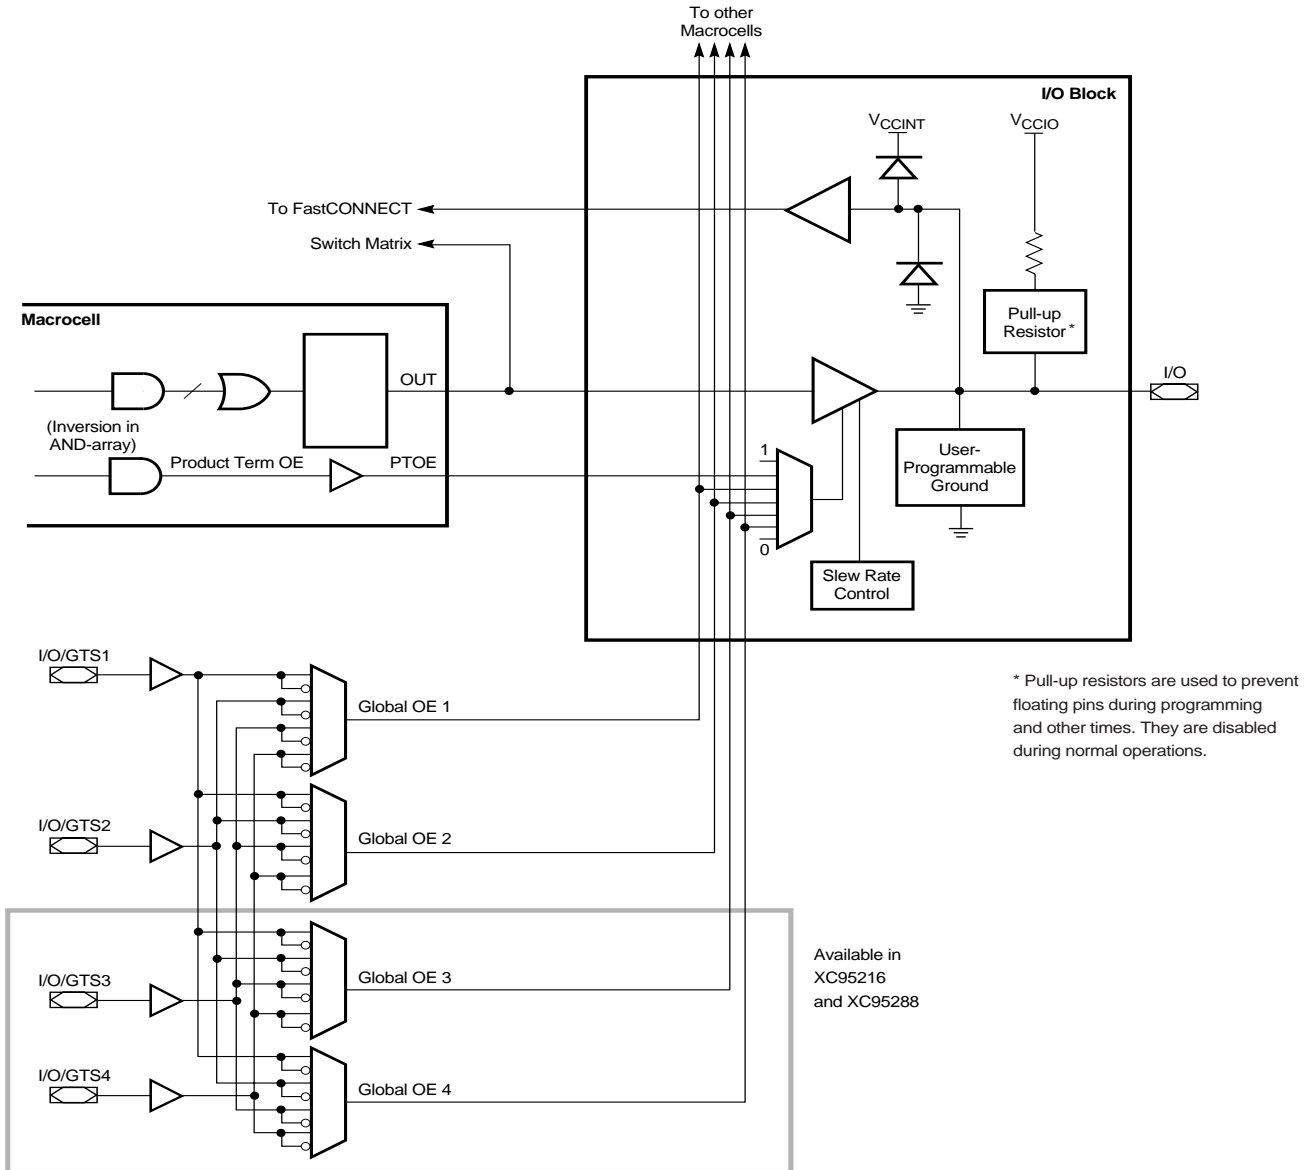 To other
Macrocells
I/O Block
VCCINT
VCCIO
To FastCONNECT
Switch Matrix
Macrocell
Pull-up
Resistor *
OUT
I/O
(Inversion in
AND-array)
Product Term OE
PTOE
1
User-
Programmable
Ground
0
Slew Rate
Control
I/O/GTS1
Global OE 1
* Pull-up resistors are used to prevent
floating pins during programming
and other times. They are disabled
during normal operations.
I/O/GTS2
Global OE 2
I/O/GTS3
Global OE 3
Available in
XC95216
and XC95288
I/O/GTS4
Global OE 4